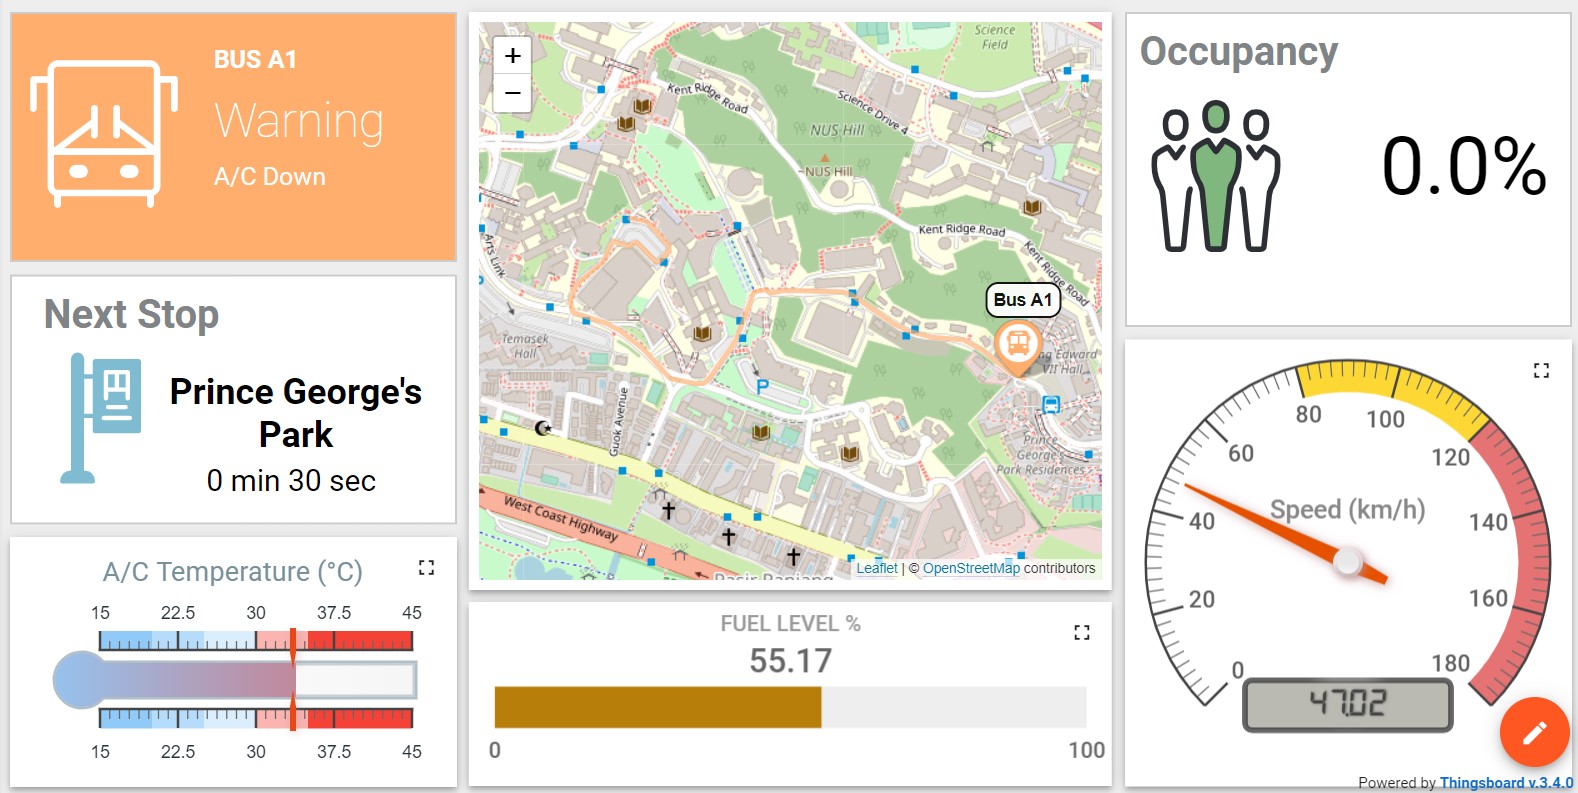 BUS A1
Warning
A/C Down
Next Stop
Prince George's
Park
0 min 30 sec
A/C Temperature (°C)
15 22.5 30 37.5 45
15 22.5 30 37.5 45
+
−
Science
Field
Kent Ridge Road
Science Drive 4
NUS Hill
NUS Hill
Kent Ridge Road
Kent Ridge Road
Arts Link
Bus A1
ng Edward
VII Hall
Temasek
Hall
P
Guok Avenue
Prince
George's
Park Residences
West Coast Highway
Pasir Panjang
Leaflet | © OpenStreetMap contributors
FUEL LEVEL %
55.17
0 100
Occupancy
0.0%
Speed (km/h)
0
20
40
60
80
100
120
140
160
180
47.02
Powered by Thingsboard v.3.4.0